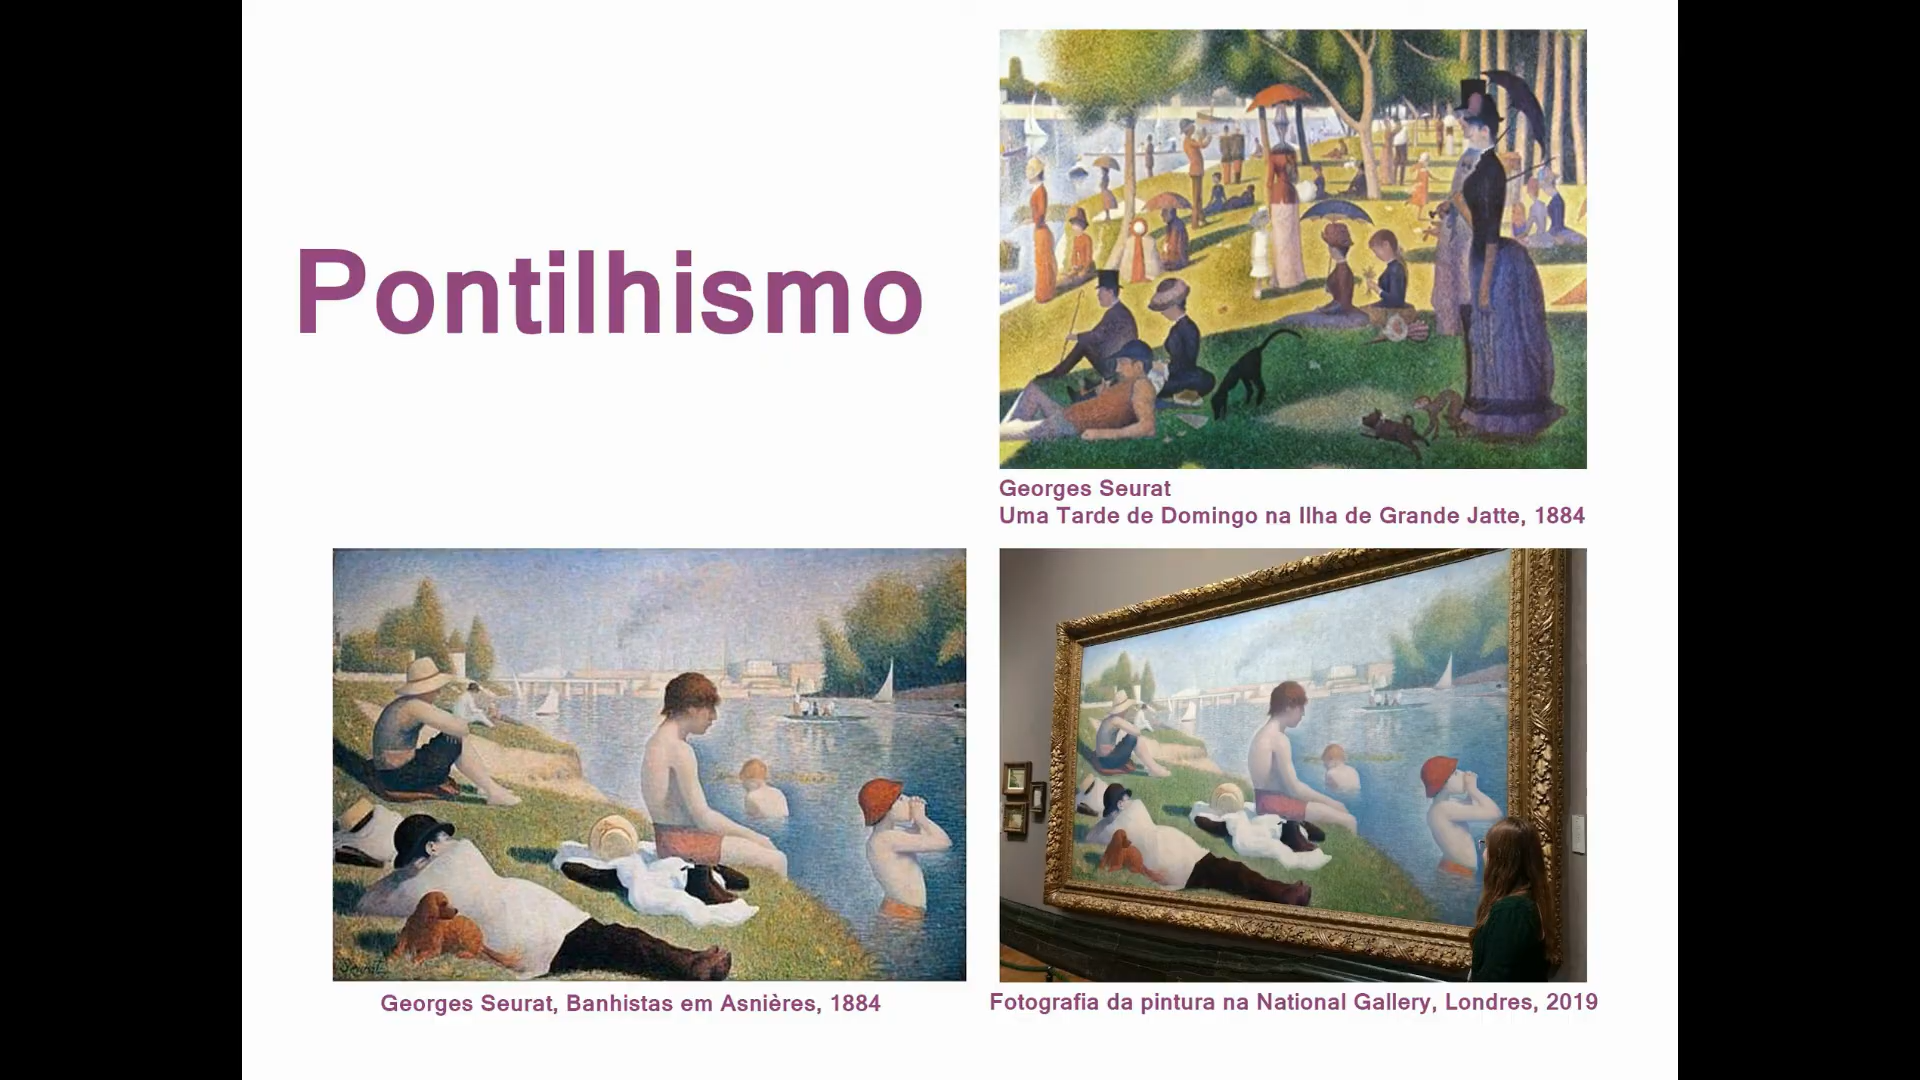 Pontilhismo
Georges Seurat
Uma Tarde de Domingo na Ilha de Grande Jatte, 1884
Seurat
Georges Seurat, Banhistas em Asnières, 1884
Fotografia da pintura na National Gallery, Londres, 2019